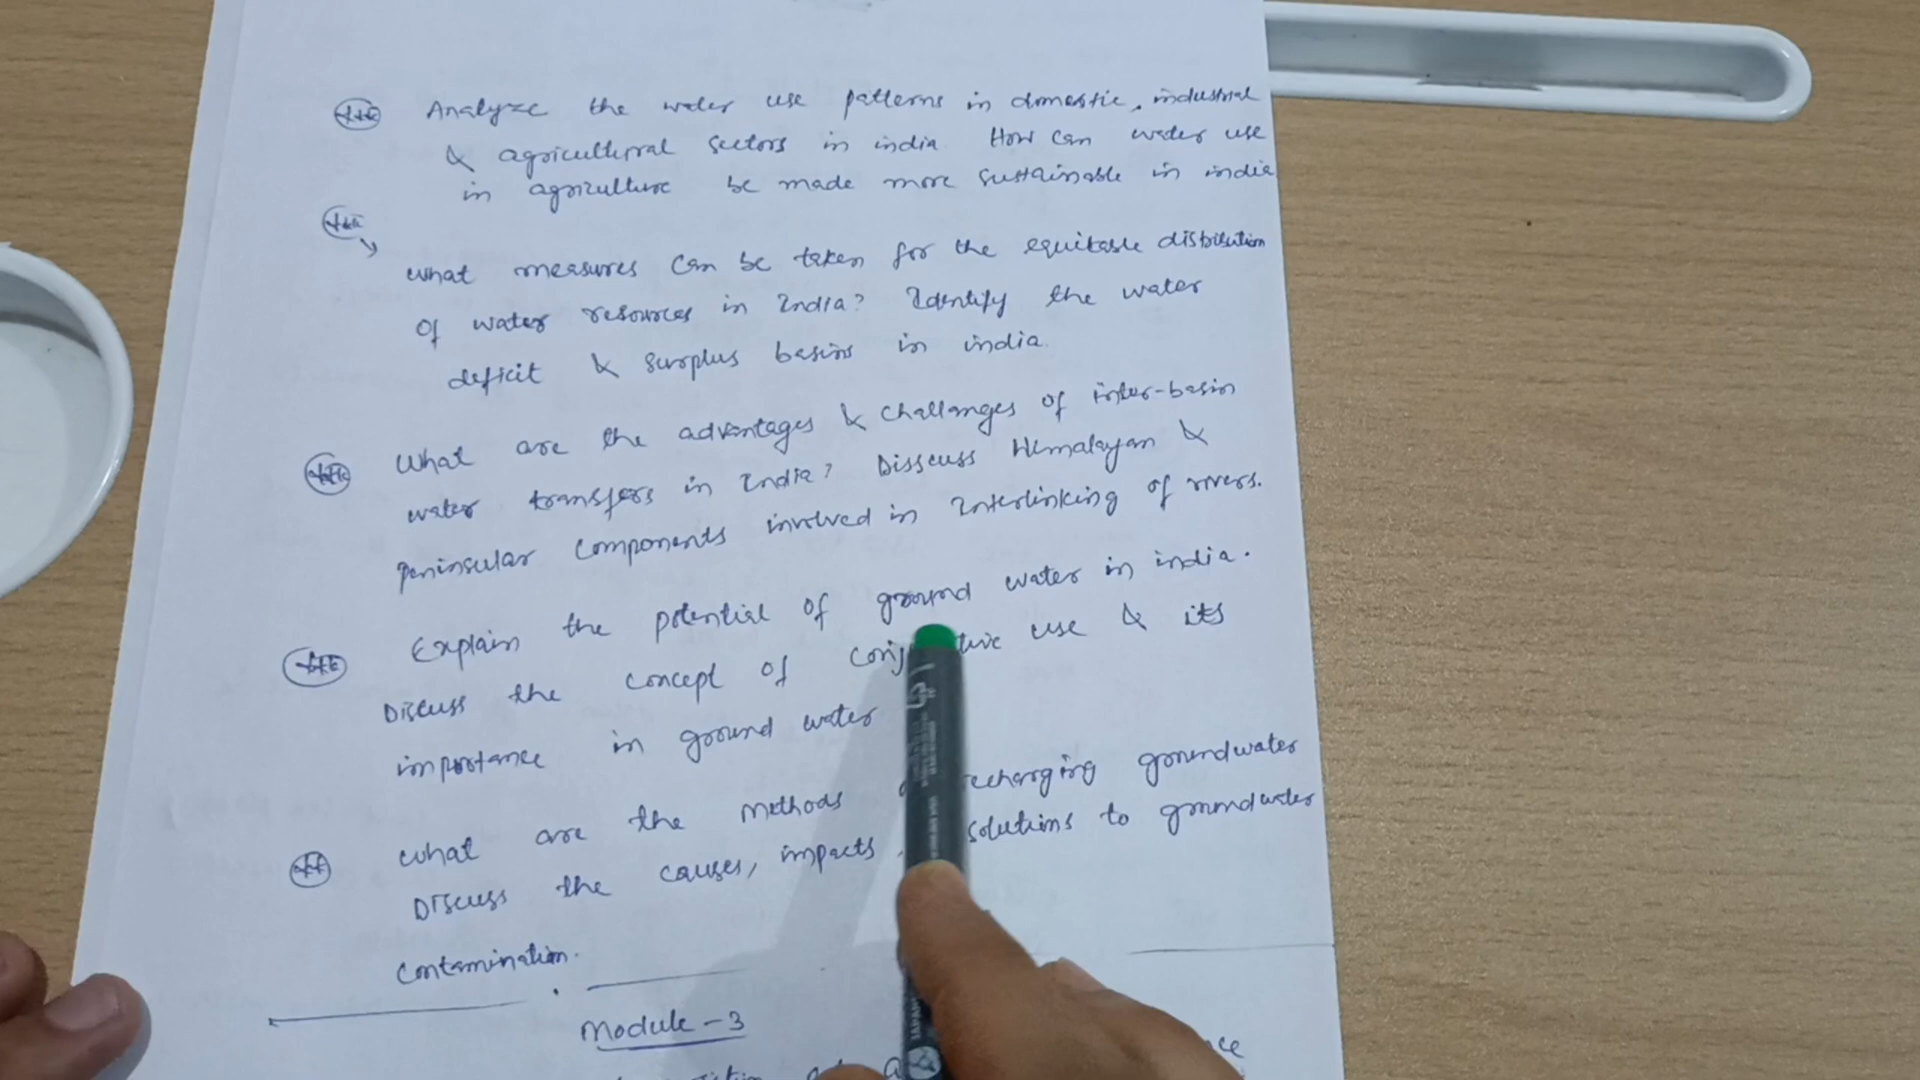 Analyze the water use patterns in domestic, industrial
& agricultural sectors in india How can water use
in agriculture be made more sustainable in india
what measures can be taken for the equitable distribution
of water resources in India? Identify the water
deficit & surplus basins in india.
What are the advantages & challanges of inter-basin
water transfers in India? Disscuss Himalayan &
peninsular components involved in Interlinking of rivers.
Explain the potential of ground water in india.
Discuss the concept of use & its
importance in ground water
what are the methods recharging groundwater
Discuss the causes, impacts solutions to groundwater
contamination.
Module-3